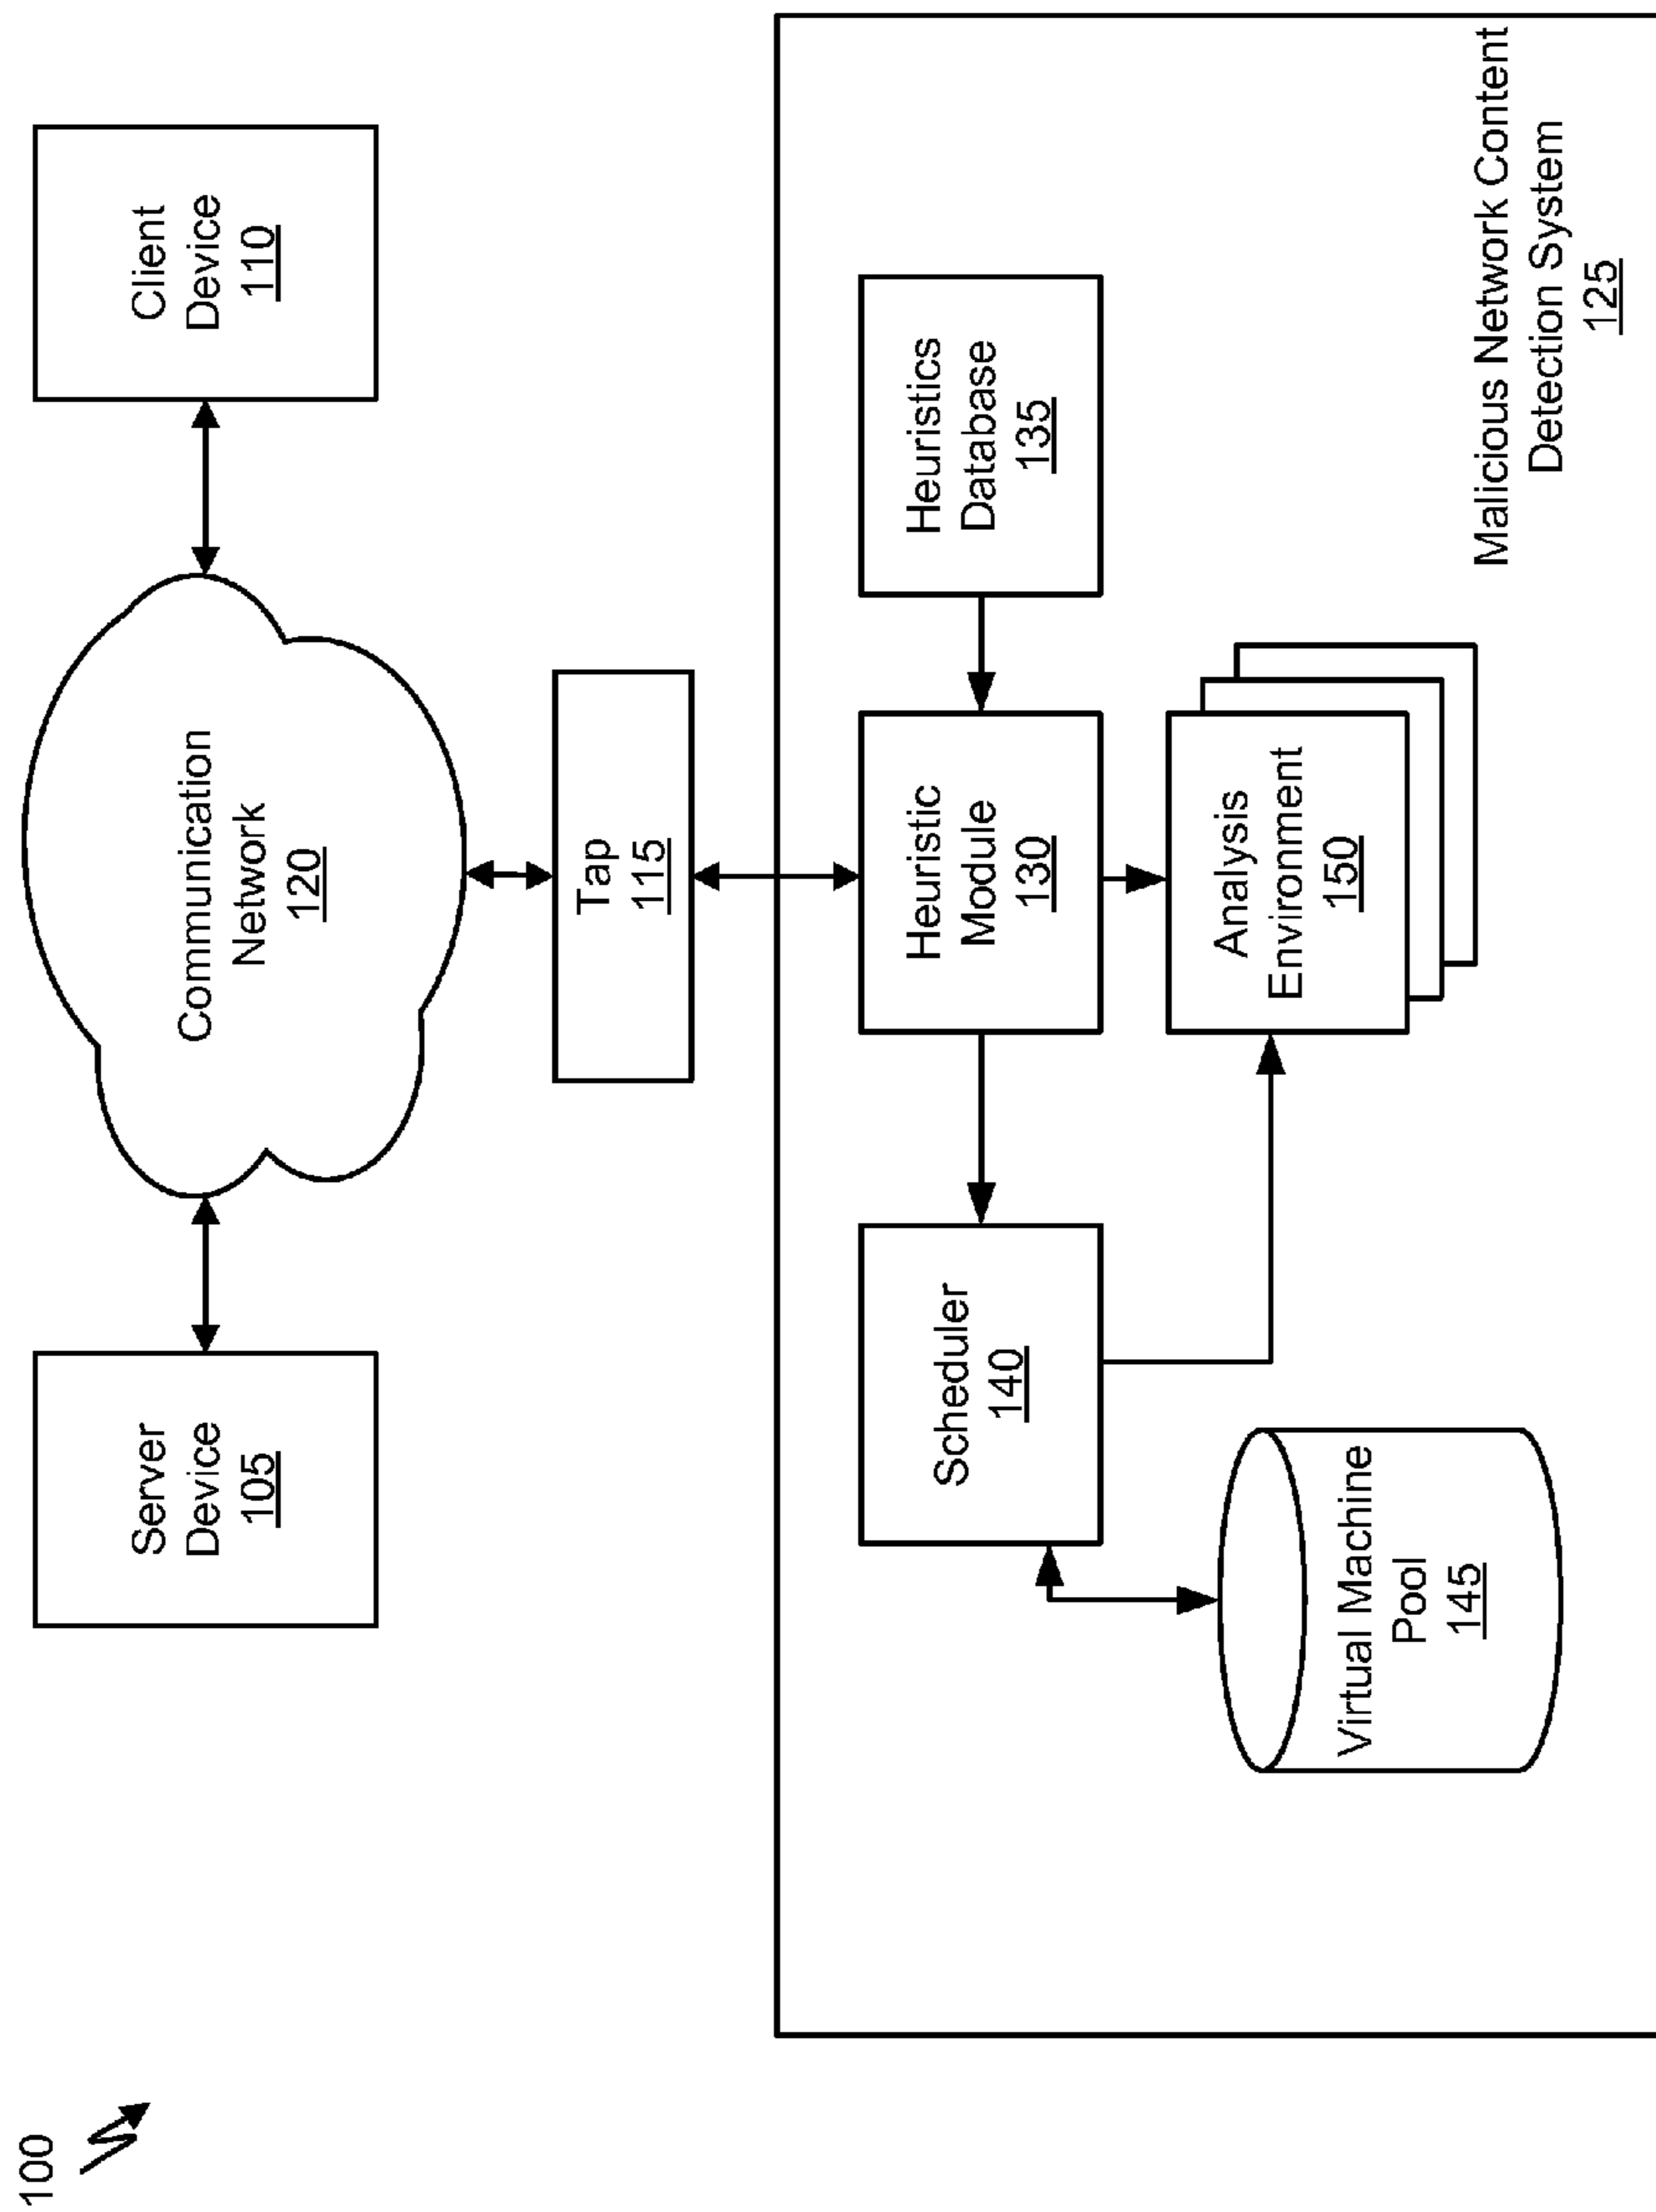 100
Server
Device
105
Communication
Network
120
Client
Device
110
Tap
115
Scheduler
140
Heuristic
Module
130
Heuristics
Database
135
Virtual Machine
Pool
145
Analysis
Environment
150
Malicious Network Content
Detection System
125